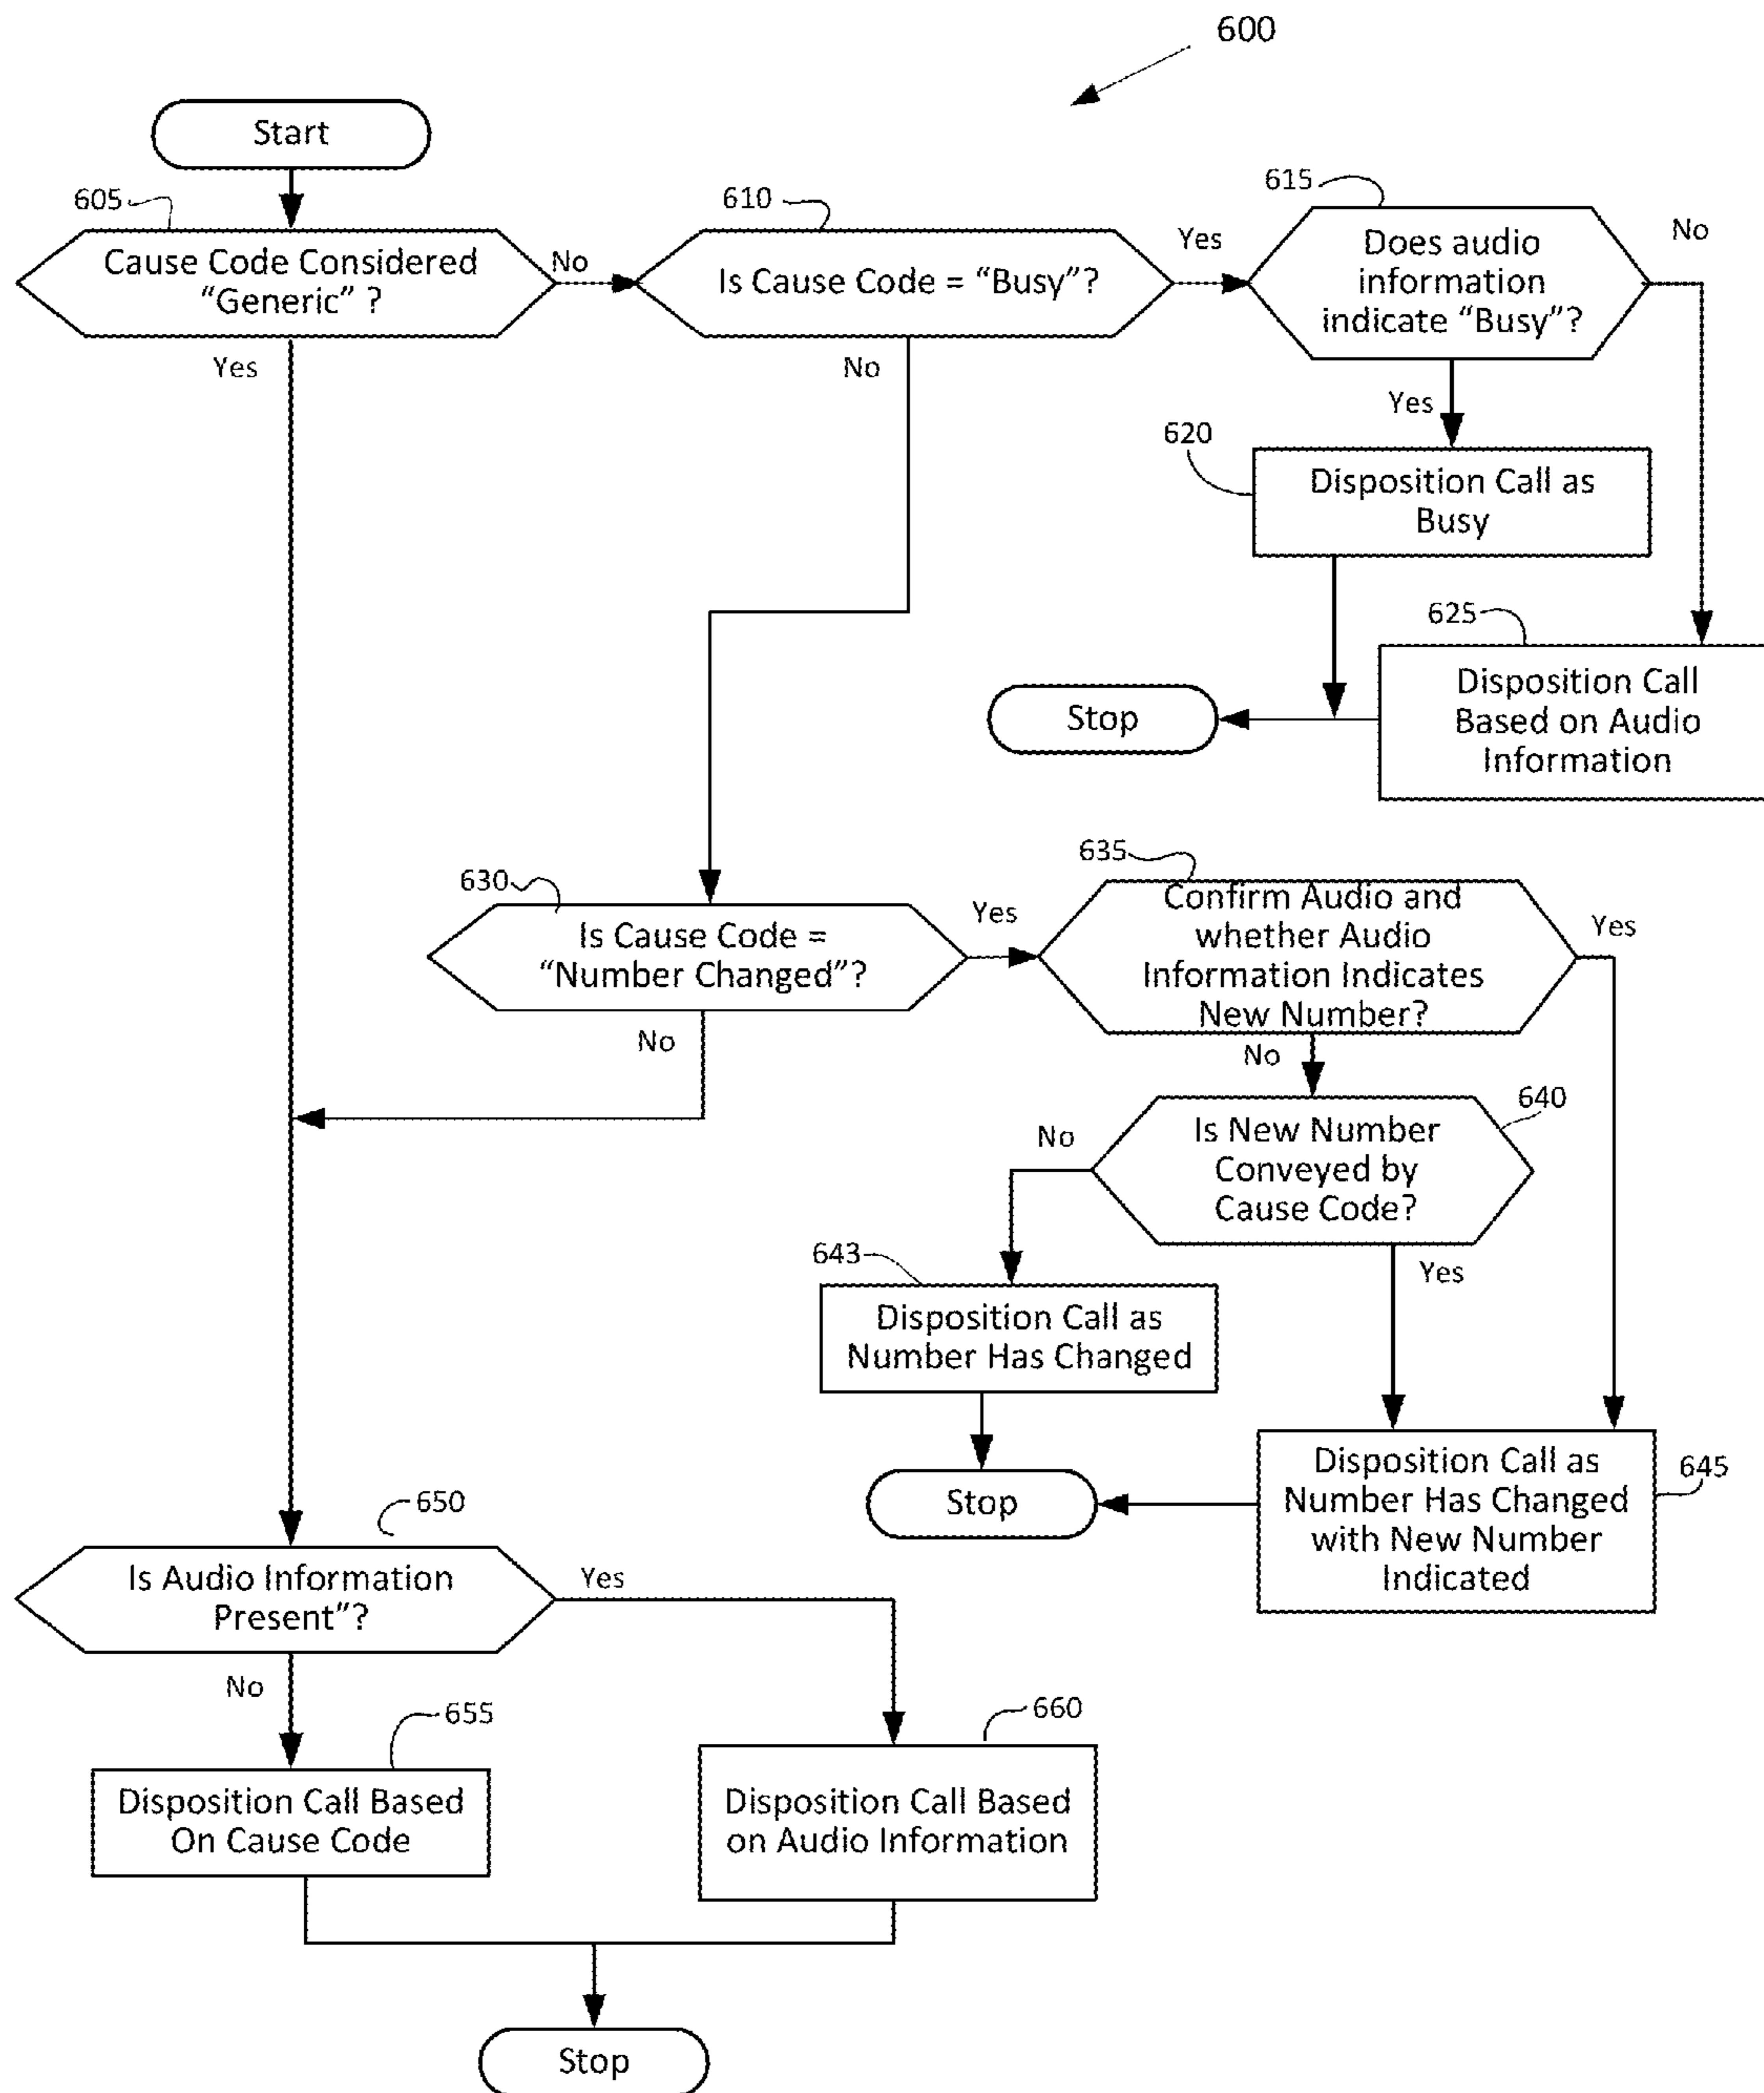 600
Start
605
Cause Code Considered
“Generic” ?
No
Yes
610
Is Cause Code = “Busy”?
Yes
No
615
Does audio
information
indicate “Busy”?
No
Yes
620
Disposition Call as
Busy
625
Disposition Call
Based on Audio
Information
Stop
630
Is Cause Code =
“Number Changed”?
Yes
No
635
Confirm Audio and
whether Audio
Information Indicates
New Number?
Yes
No
640
Is New Number
Conveyed by
Cause Code?
No
Yes
643
Disposition Call as
Number Has Changed
Stop
645
Disposition Call as
Number Has Changed
with New Number
Indicated
650
Is Audio Information
Present”?
Yes
No
655
Disposition Call Based
On Cause Code
660
Disposition Call Based
on Audio Information
Stop